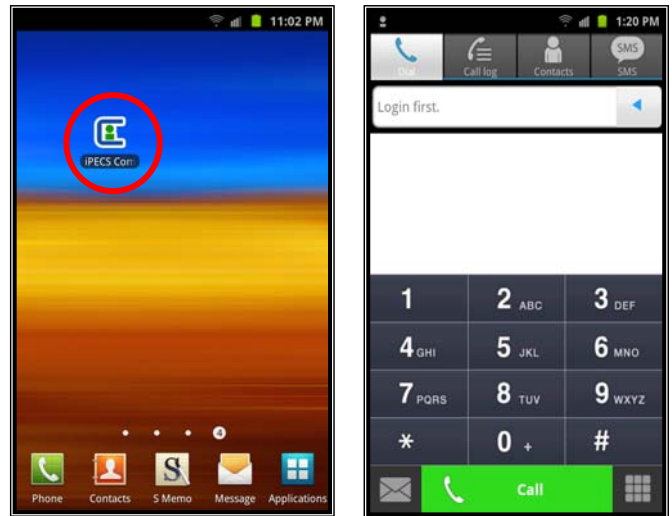 11:02 PM
iPECS Com
4
Phone Contacts S Memo Message Applications
1:20 PM
Dial Call log Contacts SMS SMS
Login first.
1 2 ABC 3 DEF
4 GHI 5 JKL 6 MNO
7 PQRS 8 TUV 9 WXYZ
* 0 + #
Call